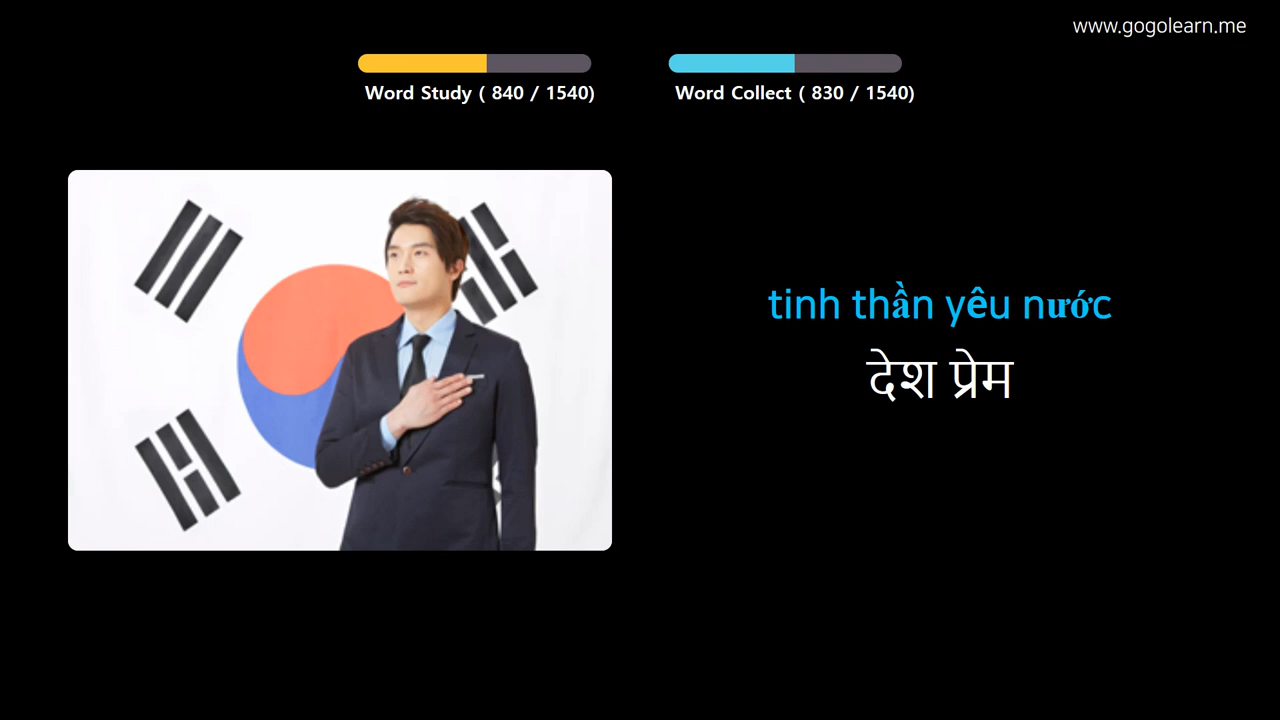 www.gogolearn.me
Word Study ( 840 / 1540)
Word Collect ( 830 / 1540)
tinh thần yêu nước
देश प्रेम